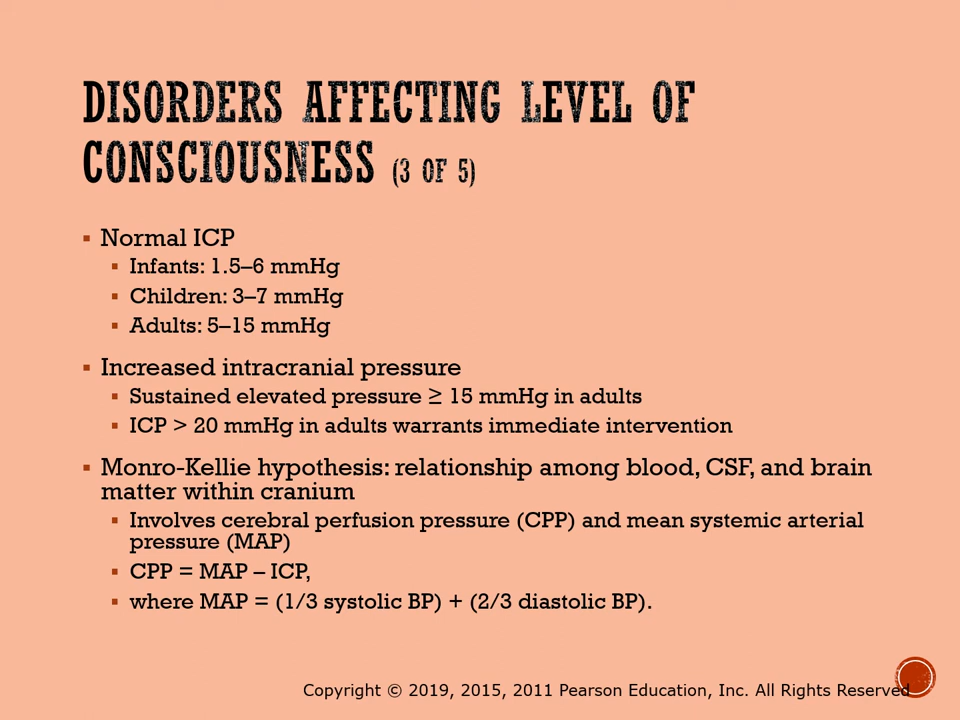 DISORDERS AFFECTING LEVEL OF
CONSCIOUSNESS (3 OF 5)
▪ Normal ICP
▪ Infants: 1.5–6 mmHg
▪ Children: 3–7 mmHg
▪ Adults: 5–15 mmHg
▪ Increased intracranial pressure
▪ Sustained elevated pressure ≥ 15 mmHg in adults
▪ ICP > 20 mmHg in adults warrants immediate intervention
▪ Monro-Kellie hypothesis: relationship among blood, CSF, and brain
matter within cranium
▪ Involves cerebral perfusion pressure (CPP) and mean systemic arterial
pressure (MAP)
▪ CPP = MAP – ICP,
▪ where MAP = (1/3 systolic BP) + (2/3 diastolic BP).
Copyright © 2019, 2015, 2011 Pearson Education, Inc. All Rights Reserved